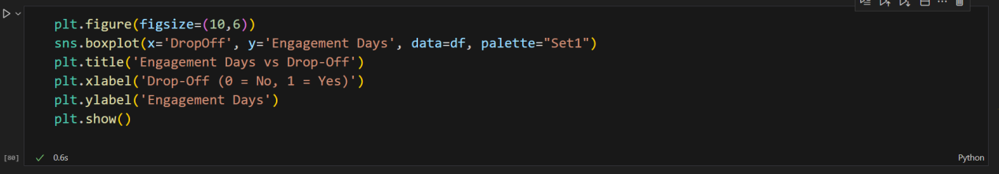 plt.figure(figsize=(10,6))
sns.boxplot(x='DropOff', y='Engagement Days', data=df, palette="Set1")
plt.title('Engagement Days vs Drop-Off')
plt.xlabel('Drop-Off (0 = No, 1 = Yes)')
plt.ylabel('Engagement Days')
plt.show()
[80] 0.6s Python